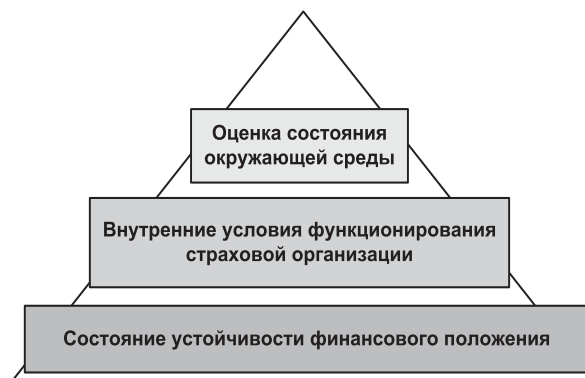 Оценка состояния
окружающей среды
Внутренние условия функционирования
страховой организации
Состояние устойчивости финансового положения